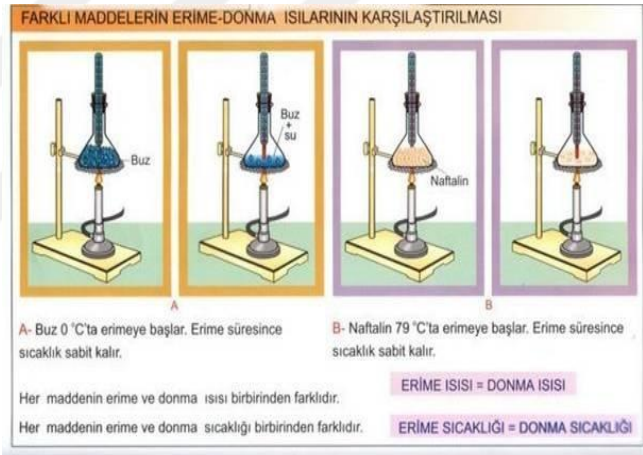 FARKLI MADDELERİN ERİME-DONMA ISILARININ KARŞILAŞTIRILMASI
Buz
Buz
+
su
Naftalin
A
B
A- Buz 0 °C'ta erimeye başlar. Erime süresince
sıcaklık sabit kalır.
B- Naftalin 79 °C'ta erimeye başlar. Erime süresince
sıcaklık sabit kalır.
Her maddenin erime ve donma ısısı birbirinden farklıdır.
ERİME ISISI = DONMA ISISI
Her maddenin erime ve donma sıcaklığı birbirinden farklıdır.
ERİME SICAKLIĞI = DONMA SICAKLIĞI